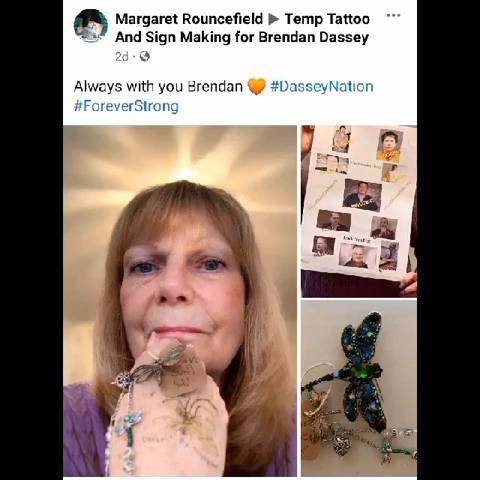 Margaret Rouncefield ▶ Temp Tattoo
And Sign Making for Brendan Dassey
2d ·
Always with you Brendan 🧡 #DasseyNation
#ForeverStrong